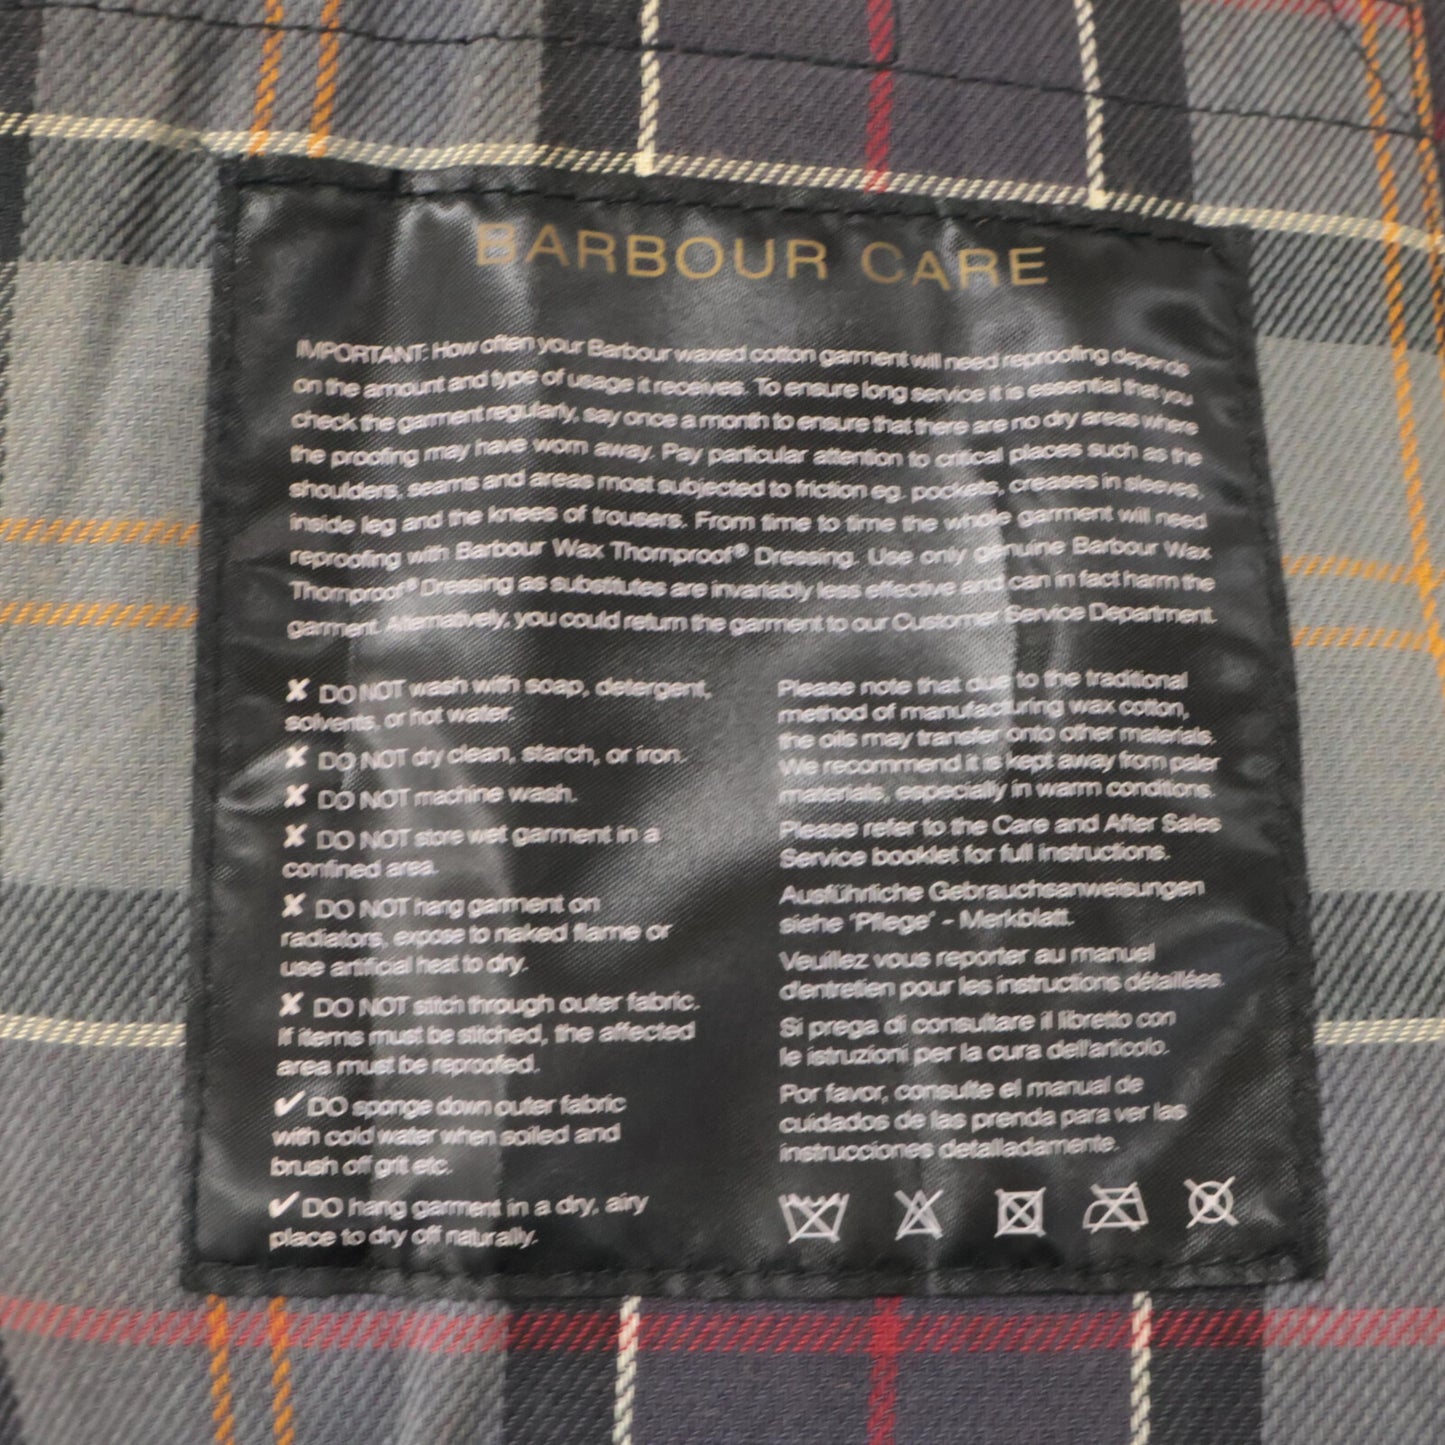 BARBOUR CARE
IMPORTANT: How often your Barbour waxed cotton garment will need reproofing depends
on the amount and type of usage it receives. To ensure long service it is essential that you
check the garment regularly, say once a month to ensure that there are no dry areas where
the proofing may have worn away. Pay particular attention to critical places such as the
shoulders, seams and areas most subjected to friction eg. pockets, creases in sleeves,
inside leg and the knees of trousers. From time to time the whole garment will need
reproofing with Barbour Wax Thornproof® Dressing. Use only genuine Barbour Wax
Thornproof® Dressing as substitutes are invariably less effective and can in fact harm the
garment. Alternatively, you could return the garment to our Customer Service Department.
✘ DO NOT wash with soap, detergent,
solvents, or hot water.
✘ DO NOT dry clean, starch, or iron.
✘ DO NOT machine wash.
✘ DO NOT store wet garment in a
confined area.
✘ DO NOT hang garment on
radiators, expose to naked flame or
use artificial heat to dry.
✘ DO NOT stitch through outer fabric.
If items must be stitched, the affected
area must be reproofed.
✔ DO sponge down outer fabric
with cold water when soiled and
brush off grit etc.
✔ DO hang garment in a dry, airy
place to dry off naturally.
Please note that due to the traditional
method of manufacturing wax cotton,
the oils may transfer onto other materials.
We recommend it is kept away from paler
materials, especially in warm conditions.
Please refer to the Care and After Sales
Service booklet for full instructions.
Ausführliche Gebrauchsanweisungen
siehe 'Pflege' - Merkblatt.
Veuillez vous reporter au manuel
d'entretien pour les instructions détaillées.
Si prega di consultare il libretto con
le istruzioni per la cura dell'articolo.
Por favor, consulte el manual de
cuidados de las prenda para ver las
instrucciones detalladamente.